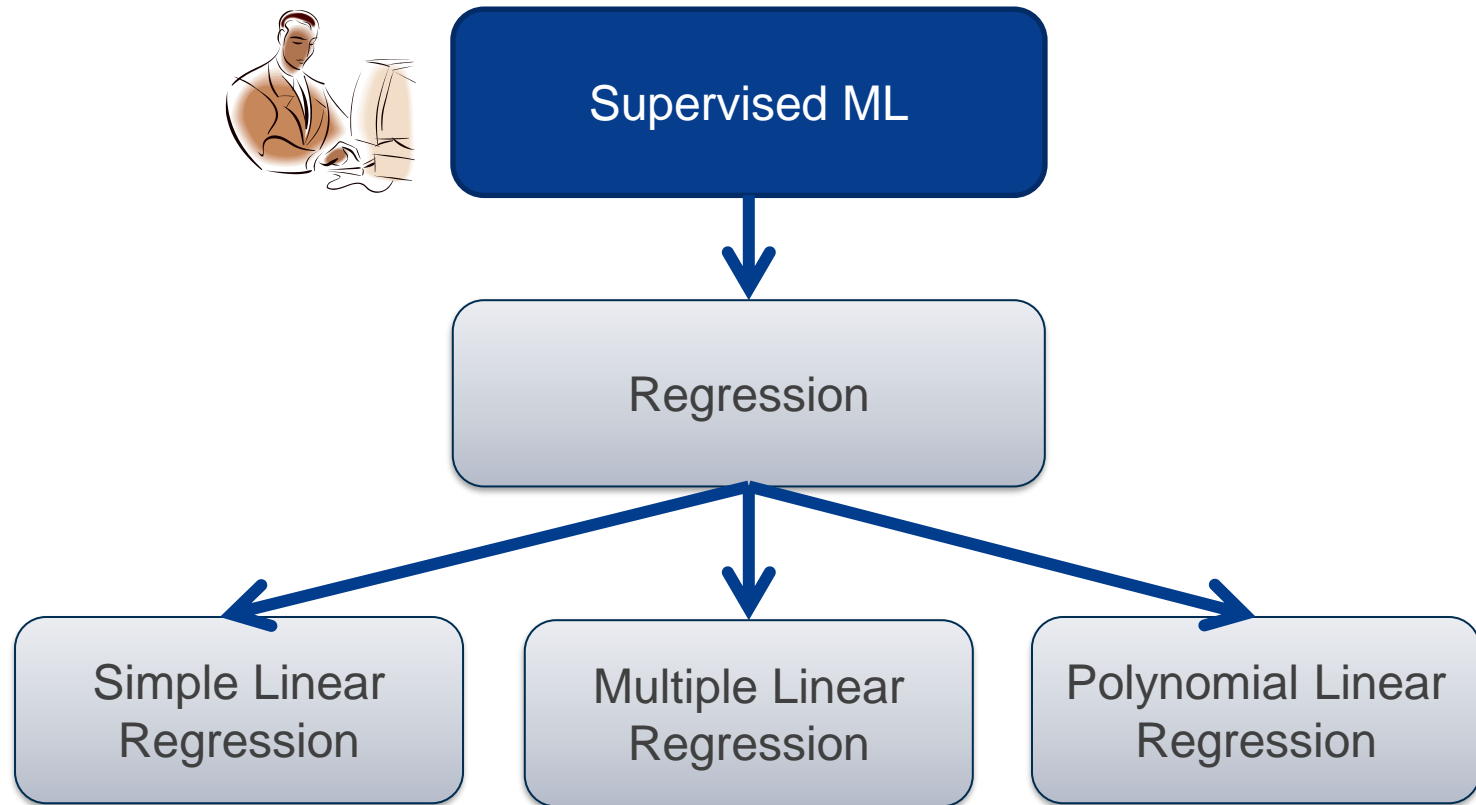 Supervised ML
Regression
Simple Linear
Regression
Multiple Linear
Regression
Polynomial Linear
Regression